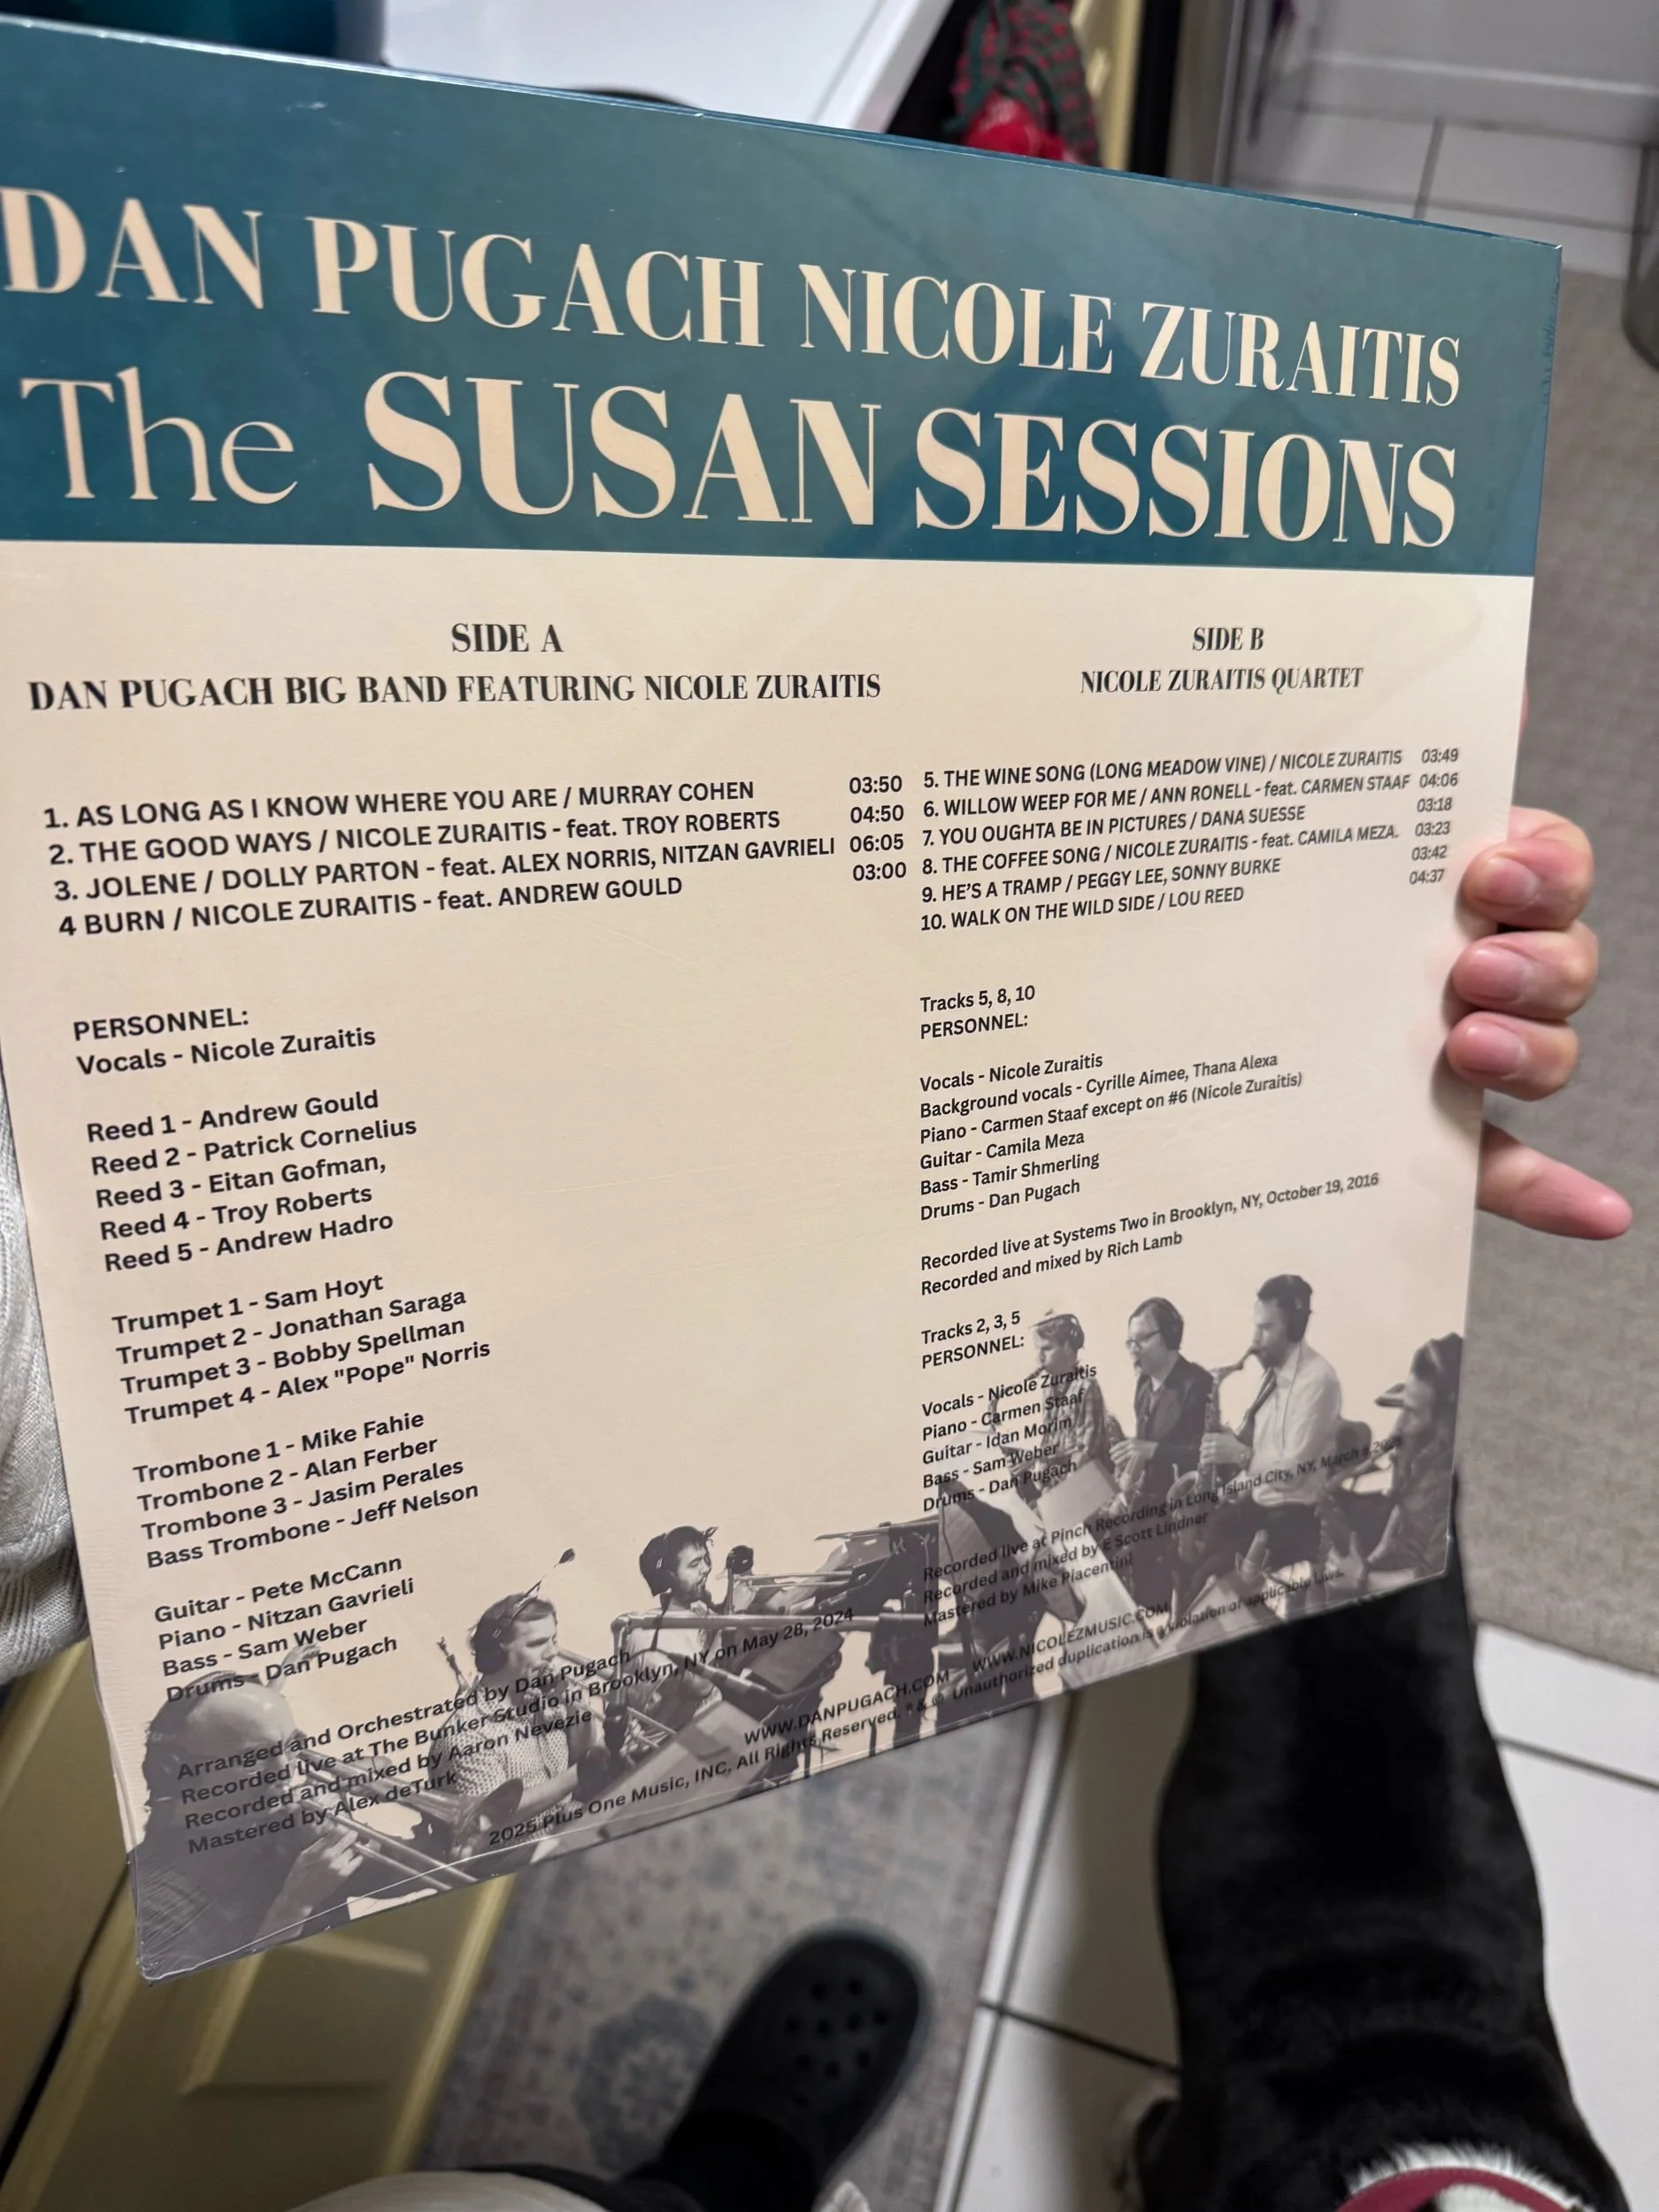 DAN PUGACH NICOLE ZURAITIS
The SUSAN SESSIONS
SIDE A
DAN PUGACH BIG BAND FEATURING NICOLE ZURAITIS
1. AS LONG AS I KNOW WHERE YOU ARE / MURRAY COHEN 03:50
2. THE GOOD WAYS / NICOLE ZURAITIS - feat. TROY ROBERTS 04:50
3. JOLENE / DOLLY PARTON - feat. ALEX NORRIS, NITZAN GAVRIELI 06:05
4 BURN / NICOLE ZURAITIS - feat. ANDREW GOULD 03:00
PERSONNEL:
Vocals - Nicole Zuraitis
Reed 1 - Andrew Gould
Reed 2 - Patrick Cornelius
Reed 3 - Eitan Gofman,
Reed 4 - Troy Roberts
Reed 5 - Andrew Hadro
Trumpet 1 - Sam Hoyt
Trumpet 2 - Jonathan Saraga
Trumpet 3 - Bobby Spellman
Trumpet 4 - Alex "Pope" Norris
Trombone 1 - Mike Fahie
Trombone 2 - Alan Ferber
Trombone 3 - Jasim Perales
Bass Trombone - Jeff Nelson
Guitar - Pete McCann
Piano - Nitzan Gavrieli
Bass - Sam Weber
Drums - Dan Pugach
Arranged and Orchestrated by Dan Pugach
Recorded live at The Bunker Studio in Brooklyn, NY on May 28, 2024
Recorded and mixed by Aaron Nevezie
Mastered by Alex deTurk
SIDE B
NICOLE ZURAITIS QUARTET
5. THE WINE SONG (LONG MEADOW VINE) / NICOLE ZURAITIS 03:49
6. WILLOW WEEP FOR ME / ANN RONELL - feat. CARMEN STAAF 04:06
7. YOU OUGHTA BE IN PICTURES / DANA SUESSE 03:18
8. THE COFFEE SONG / NICOLE ZURAITIS - feat. CAMILA MEZA. 03:23
9. HE'S A TRAMP / PEGGY LEE, SONNY BURKE 03:42
10. WALK ON THE WILD SIDE / LOU REED 04:37
Tracks 5, 8, 10
PERSONNEL:
Vocals - Nicole Zuraitis
Background vocals - Cyrille Aimee, Thana Alexa
Piano - Carmen Staaf except on #6 (Nicole Zuraitis)
Guitar - Camila Meza
Bass - Tamir Shmerling
Drums - Dan Pugach
Recorded live at Systems Two in Brooklyn, NY, October 19, 2016
Recorded and mixed by Rich Lamb
Tracks 2, 3, 5
PERSONNEL:
Vocals - Nicole Zuraitis
Piano - Carmen Staaf
Guitar - Idan Morim
Bass - Sam Weber
Drums - Dan Pugach
Recorded live at Pinch Recording in Long Island City, NY, March
Recorded and mixed by E Scott Lindner
Mastered by Mike Piacentini
WWW.DANPUGACH.COM WWW.NICOLEZMUSIC.COM
2025 Plus One Music, INC. All Rights Reserved. ℗ & © Unauthorized duplication is a violation of applicable laws.